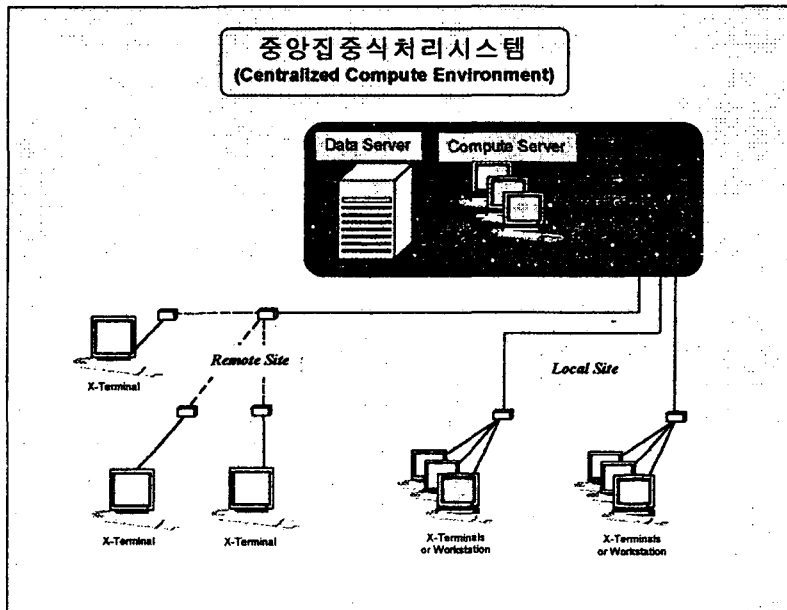 중앙집중식처리시스템
(Centralized Compute Environment)
Data Server
Compute Server
Remote Site
Local Site
X-Terminal
X-Terminal
X-Terminal
X-Terminals
or Workstation
X-Terminals
or Workstation